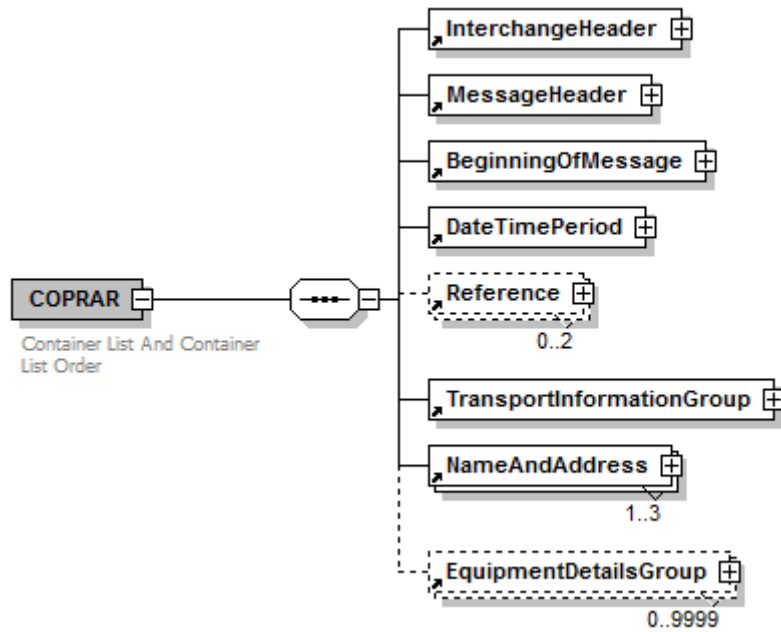 InterchangeHeader
MessageHeader
BeginningOfMessage
DateTimePeriod
COPRAR
Container List And Container
List Order
Reference
0..2
TransportInformationGroup
NameAndAddress
1..3
EquipmentDetailsGroup
0..9999